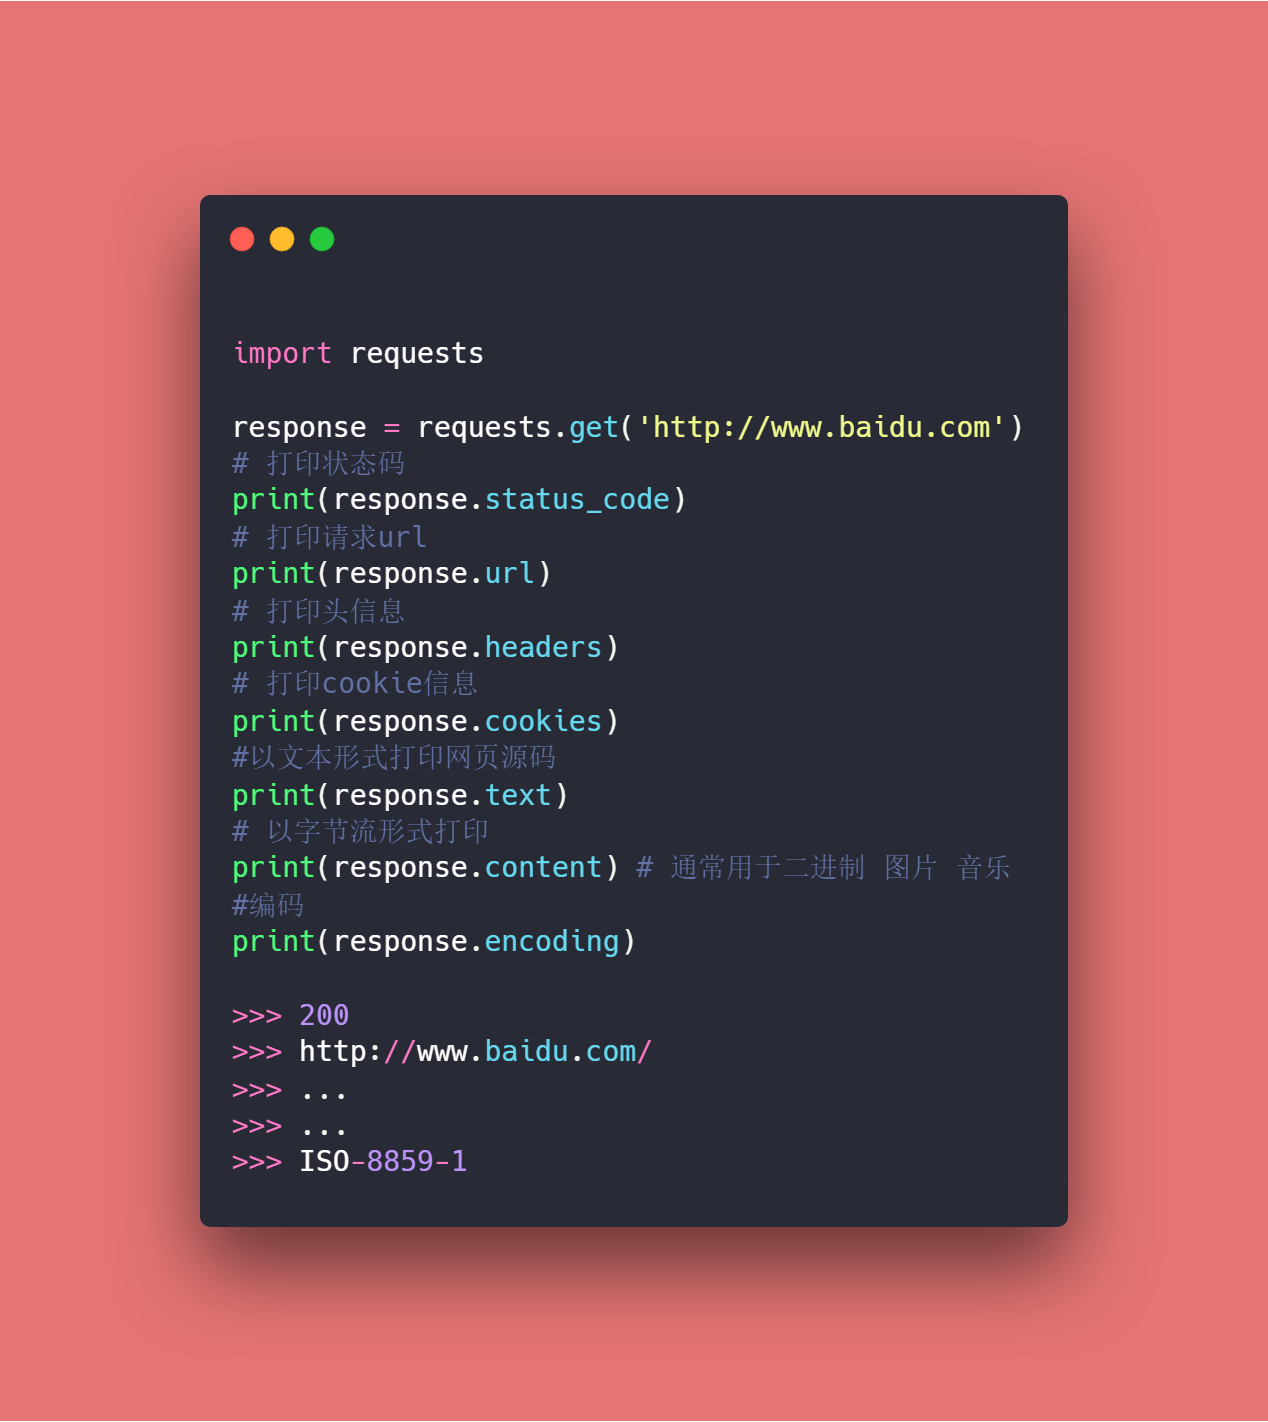 import requests
response = requests.get('http://www.baidu.com')
# 打印状态码
print(response.status_code)
# 打印请求url
print(response.url)
# 打印头信息
print(response.headers)
# 打印cookie信息
print(response.cookies)
#以文本形式打印网页源码
print(response.text)
# 以字节流形式打印
print(response.content) # 通常用于二进制 图片 音乐
#编码
print(response.encoding)
>>> 200
>>> http://www.baidu.com/
>>> ...
>>> ...
>>> ISO-8859-1